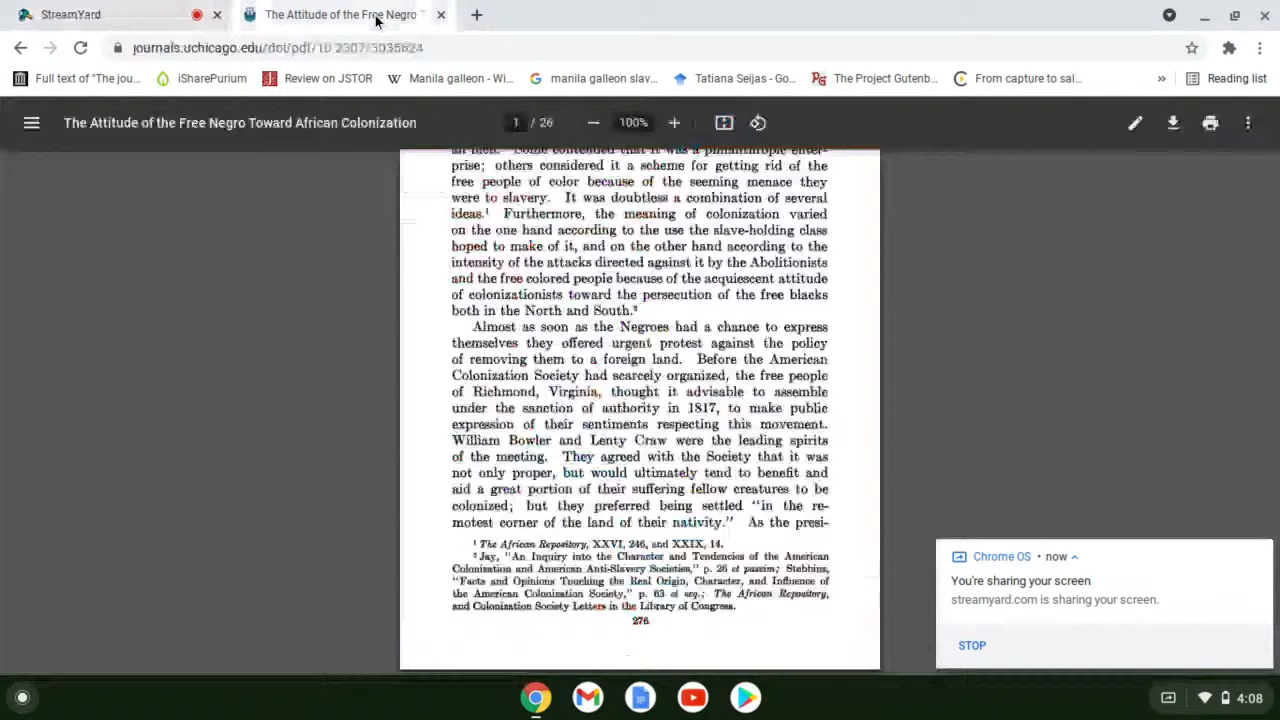 StreamYard
The Attitude of the Free Negro
journals.uchicago.edu/doi/pdf/10.2307/3035624
Full text of "The jou...
iSharePurium
Review on JSTOR
Manila galleon - Wi...
manila galleon slav...
Tatiana Seijas - Go...
The Project Gutenb...
From capture to sal...
»
Reading list
The Attitude of the Free Negro Toward African Colonization
1 / 26
100%
all men. Some contended that it was a philanthropic enter-
prise; others considered it a scheme for getting rid of the
free people of color because of the seeming menace they
were to slavery. It was doubtless a combination of several
ideas.¹ Furthermore, the meaning of colonization varied
on the one hand according to the use the slave-holding class
hoped to make of it, and on the other hand according to the
intensity of the attacks directed against it by the Abolitionists
and the free colored people because of the acquiescent attitude
of colonizationists toward the persecution of the free blacks
both in the North and South.²
Almost as soon as the Negroes had a chance to express
themselves they offered urgent protest against the policy
of removing them to a foreign land. Before the American
Colonization Society had scarcely organized, the free people
of Richmond, Virginia, thought it advisable to assemble
under the sanction of authority in 1817, to make public
expression of their sentiments respecting this movement.
William Bowler and Lenty Craw were the leading spirits
of the meeting. They agreed with the Society that it was
not only proper, but would ultimately tend to benefit and
aid a great portion of their suffering fellow creatures to be
colonized; but they preferred being settled "in the re-
motest corner of the land of their nativity." As the presi-
¹ The African Repository, XXVI, 246, and XXIX, 14.
² Jay, "An Inquiry into the Character and Tendencies of the American
Colonization and American Anti-Slavery Societies," p. 26 et passim; Stebbins,
"Facts and Opinions Touching the Real Origin, Character, and Influence of
the American Colonization Society," p. 63 et seq.; The African Repository,
and Colonization Society Letters in the Library of Congress.
276
Chrome OS • now
You're sharing your screen
streamyard.com is sharing your screen.
STOP
4:08